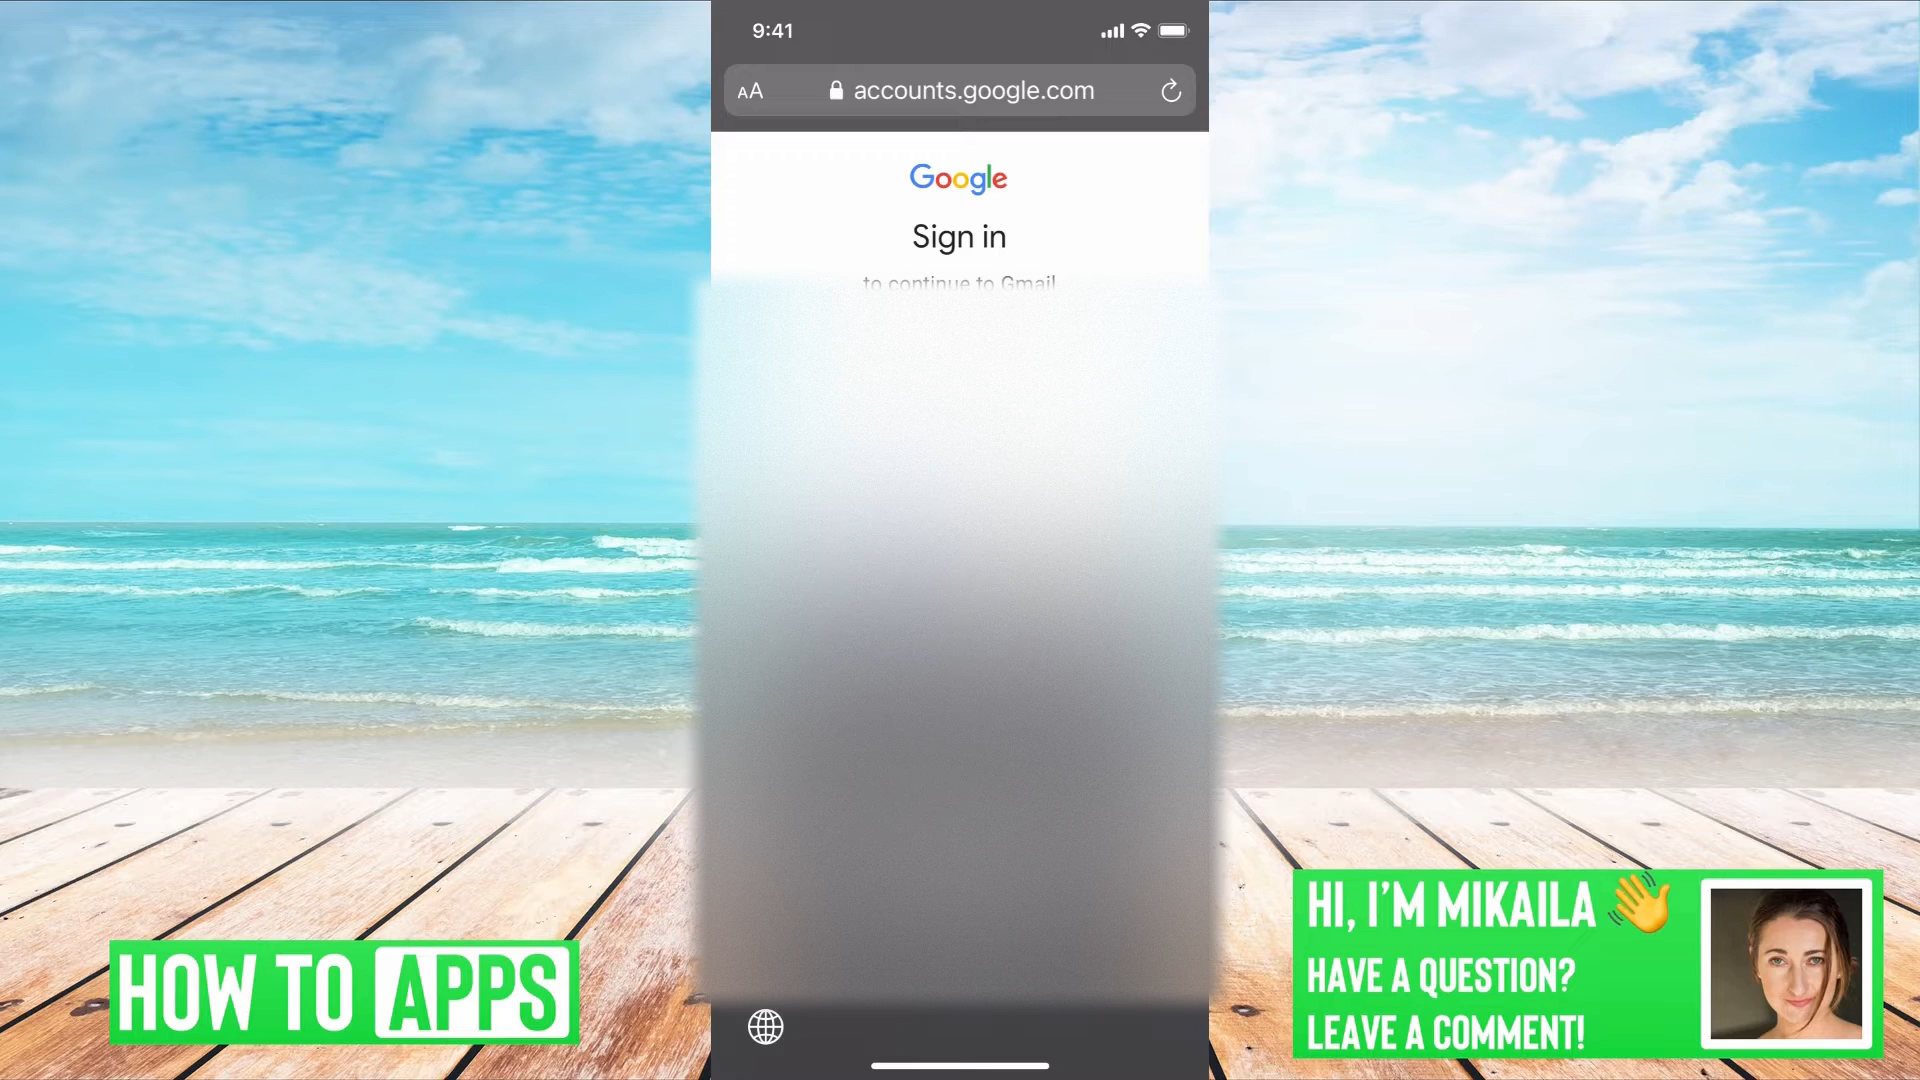 9:41
AA accounts.google.com
Google
Sign in
to continue to Gmail
HOW TO APPS
HI, I'M MIKAILA 👋
HAVE A QUESTION?
LEAVE A COMMENT!